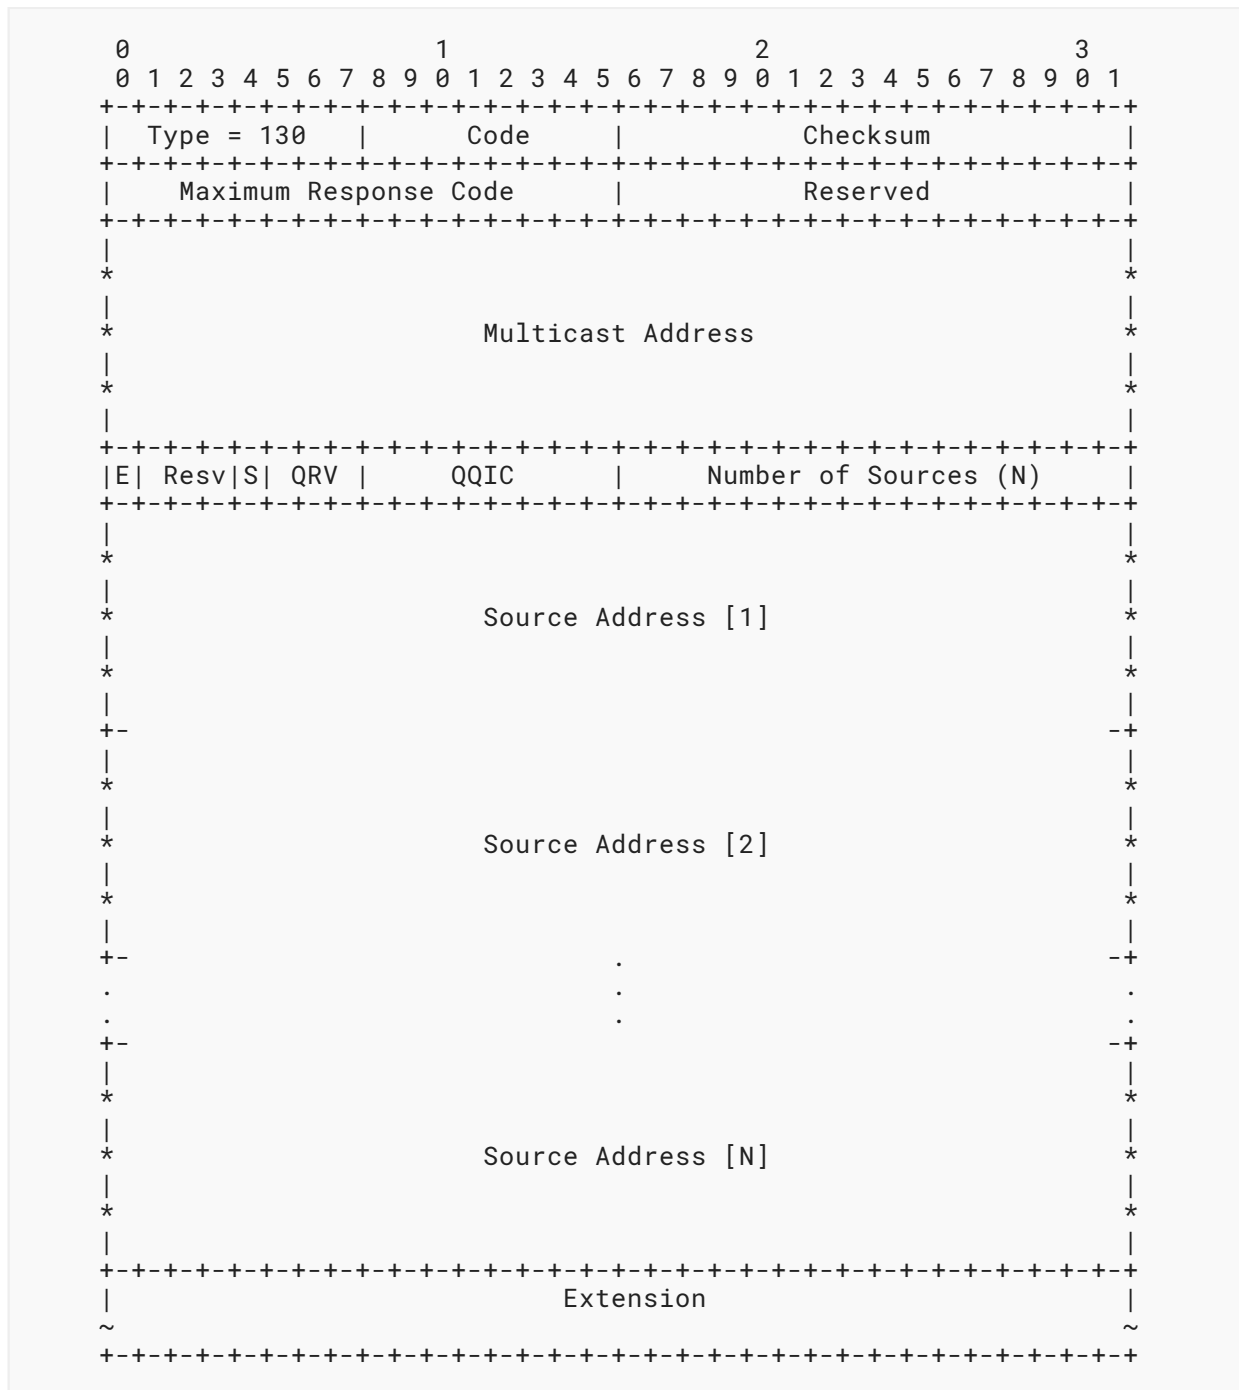 0                   1                   2                   3
 0 1 2 3 4 5 6 7 8 9 0 1 2 3 4 5 6 7 8 9 0 1 2 3 4 5 6 7 8 9 0 1
+-+-+-+-+-+-+-+-+-+-+-+-+-+-+-+-+-+-+-+-+-+-+-+-+-+-+-+-+-+-+-+-+
|  Type = 130   |      Code     |           Checksum            |
+-+-+-+-+-+-+-+-+-+-+-+-+-+-+-+-+-+-+-+-+-+-+-+-+-+-+-+-+-+-+-+-+
|    Maximum Response Code      |           Reserved            |
+-+-+-+-+-+-+-+-+-+-+-+-+-+-+-+-+-+-+-+-+-+-+-+-+-+-+-+-+-+-+-+-+
|                                                               |
*                                                               *
|                                                               |
*                       Multicast Address                       *
|                                                               |
*                                                               *
|                                                               |
+-+-+-+-+-+-+-+-+-+-+-+-+-+-+-+-+-+-+-+-+-+-+-+-+-+-+-+-+-+-+-+-+
|E| Resv|S| QRV |     QQIC      |     Number of Sources (N)     |
+-+-+-+-+-+-+-+-+-+-+-+-+-+-+-+-+-+-+-+-+-+-+-+-+-+-+-+-+-+-+-+-+
|                                                               |
*                                                               *
|                                                               |
*                       Source Address [1]                      *
|                                                               |
*                                                               *
|                                                               |
+-                                                             -+
|                                                               |
*                                                               *
|                                                               |
*                       Source Address [2]                      *
|                                                               |
*                                                               *
|                                                               |
+-                              .                              -+
.                               .                               .
.                               .                               .
+-                                                             -+
|                                                               |
*                                                               *
|                                                               |
*                       Source Address [N]                      *
|                                                               |
*                                                               *
|                                                               |
+-+-+-+-+-+-+-+-+-+-+-+-+-+-+-+-+-+-+-+-+-+-+-+-+-+-+-+-+-+-+-+-+
|                            Extension                          |
~                                                               ~
+-+-+-+-+-+-+-+-+-+-+-+-+-+-+-+-+-+-+-+-+-+-+-+-+-+-+-+-+-+-+-+-+